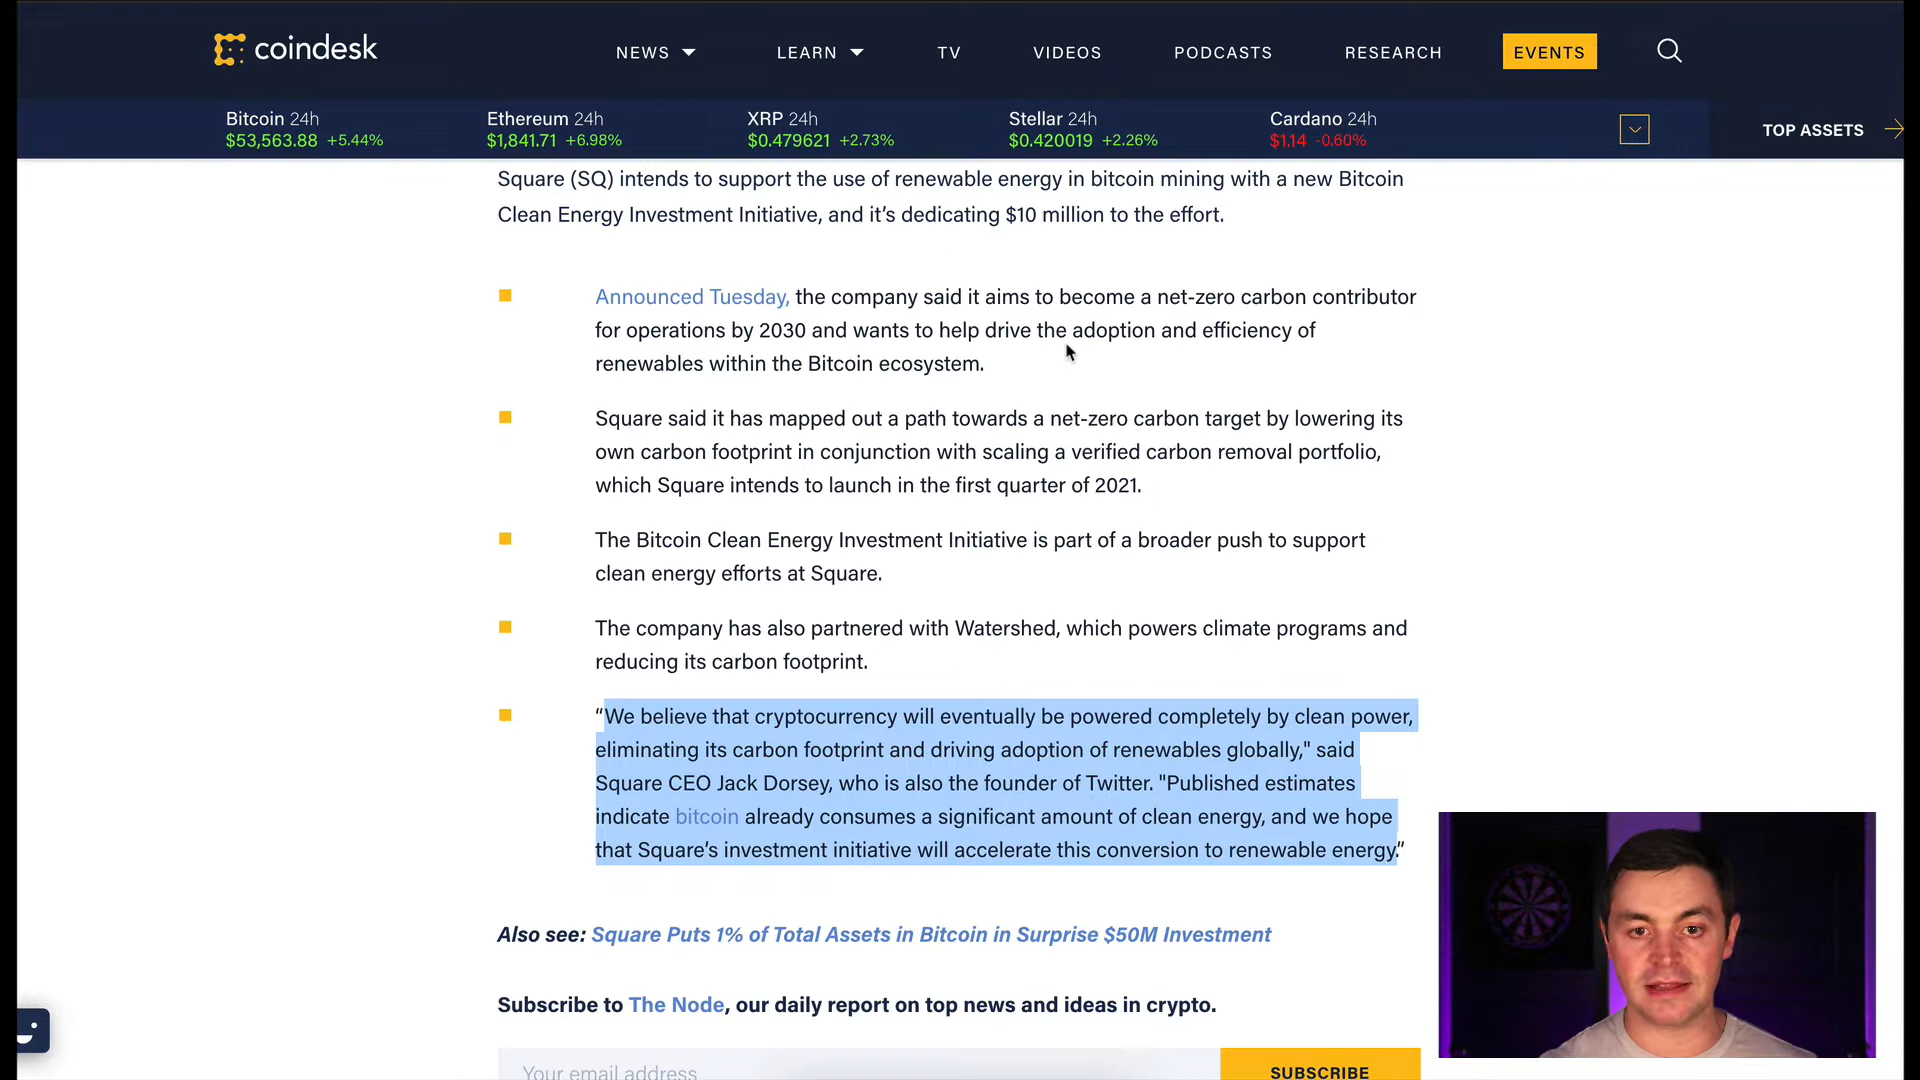 coindesk
NEWS LEARN TV VIDEOS PODCASTS RESEARCH EVENTS
Bitcoin 24h Ethereum 24h XRP 24h Stellar 24h Cardano 24h
$53,563.88 +5.44% $1,841.71 +6.98% $0.479621 +2.73% $0.420019 +2.26% $1.14 -0.60%
TOP ASSETS
Square (SQ) intends to support the use of renewable energy in bitcoin mining with a new Bitcoin
Clean Energy Investment Initiative, and it’s dedicating $10 million to the effort.
Announced Tuesday, the company said it aims to become a net-zero carbon contributor
for operations by 2030 and wants to help drive the adoption and efficiency of
renewables within the Bitcoin ecosystem.
Square said it has mapped out a path towards a net-zero carbon target by lowering its
own carbon footprint in conjunction with scaling a verified carbon removal portfolio,
which Square intends to launch in the first quarter of 2021.
The Bitcoin Clean Energy Investment Initiative is part of a broader push to support
clean energy efforts at Square.
The company has also partnered with Watershed, which powers climate programs and
reducing its carbon footprint.
“We believe that cryptocurrency will eventually be powered completely by clean power,
eliminating its carbon footprint and driving adoption of renewables globally," said
Square CEO Jack Dorsey, who is also the founder of Twitter. "Published estimates
indicate bitcoin already consumes a significant amount of clean energy, and we hope
that Square’s investment initiative will accelerate this conversion to renewable energy.”
Also see: Square Puts 1% of Total Assets in Bitcoin in Surprise $50M Investment
Subscribe to The Node, our daily report on top news and ideas in crypto.
Your email address
SUBSCRIBE